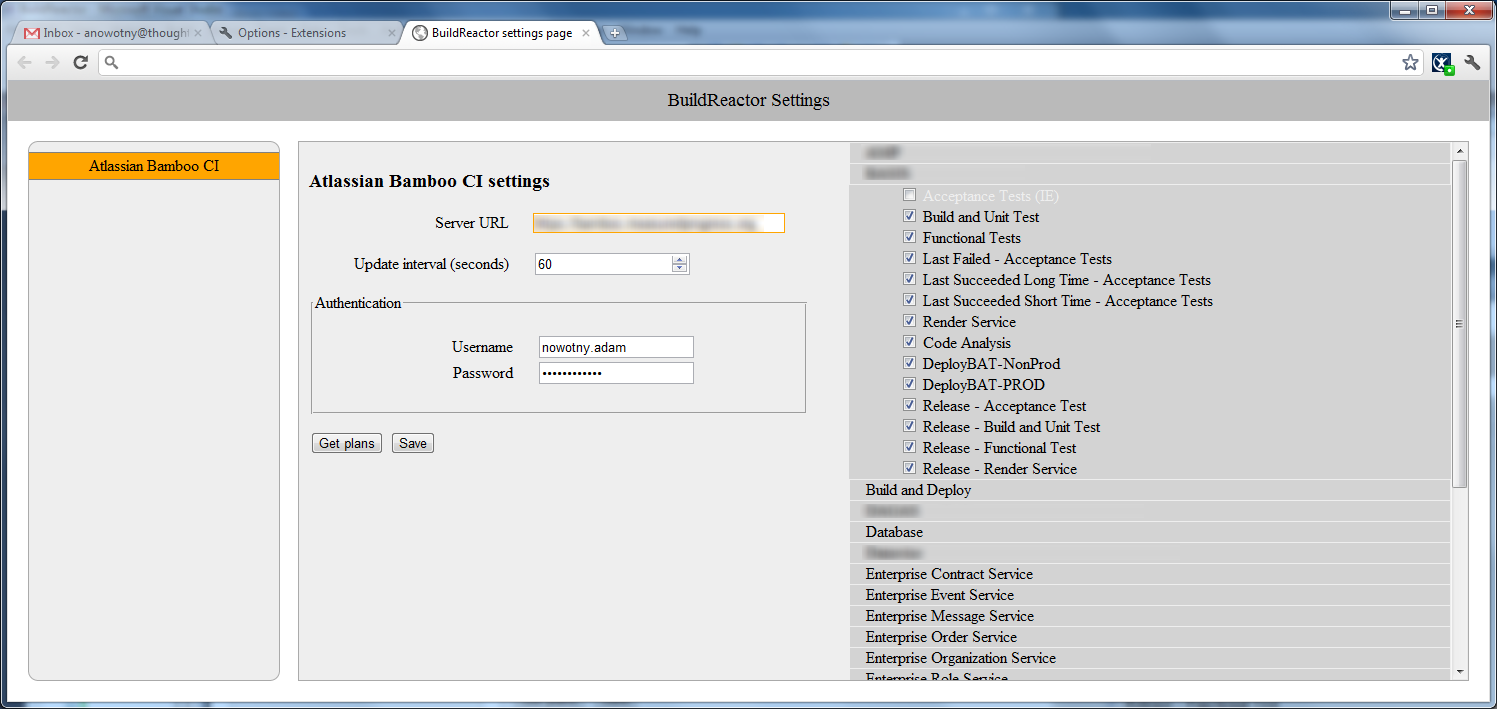 Inbox - anowotny@thought
Options - Extensions
BuildReactor settings page
BuildReactor Settings
Atlassian Bamboo CI
Atlassian Bamboo CI settings
Server URL
Update interval (seconds) 60
Authentication
Username nowotny.adam
Password ••••••••••••
Get plans Save
Acceptance Tests (IE)
Build and Unit Test
Functional Tests
Last Failed - Acceptance Tests
Last Succeeded Long Time - Acceptance Tests
Last Succeeded Short Time - Acceptance Tests
Render Service
Code Analysis
DeployBAT-NonProd
DeployBAT-PROD
Release - Acceptance Test
Release - Build and Unit Test
Release - Functional Test
Release - Render Service
Build and Deploy
Database
Enterprise Contract Service
Enterprise Event Service
Enterprise Message Service
Enterprise Order Service
Enterprise Organization Service
Enterprise Role Service